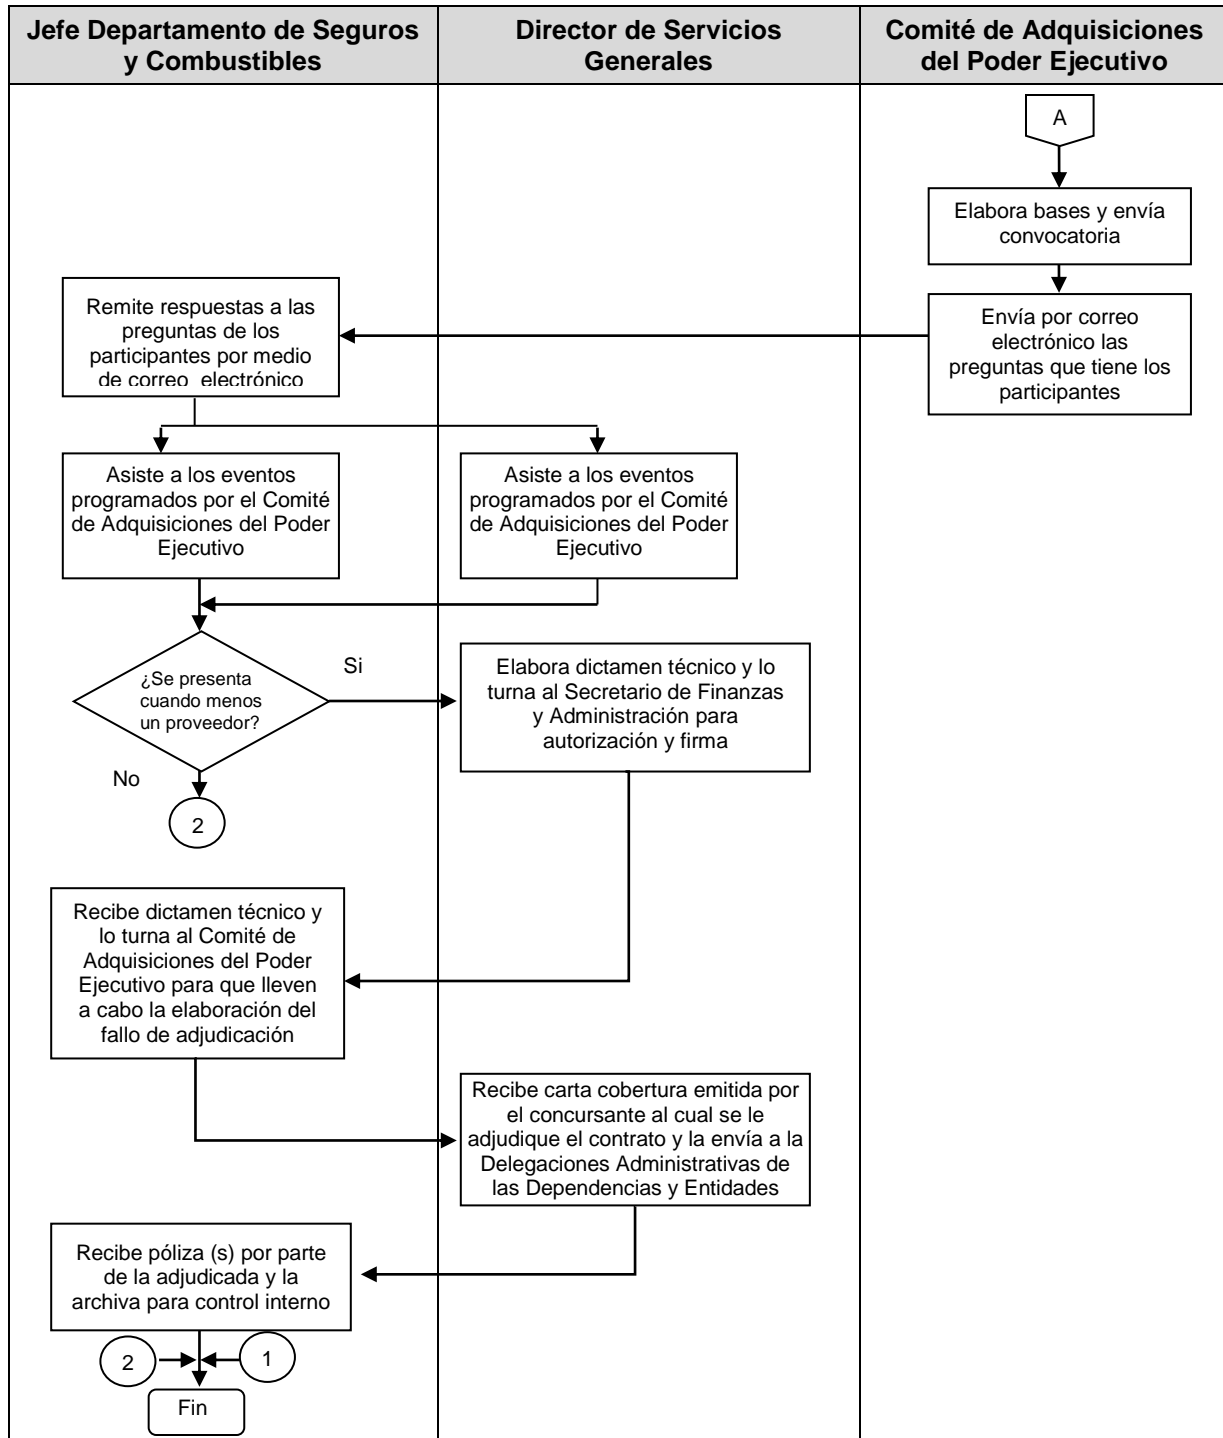 Jefe Departamento de Seguros
y Combustibles
Director de Servicios
Generales
Comité de Adquisiciones
del Poder Ejecutivo
A
Elabora bases y envía
convocatoria
Envía por correo
electrónico las
preguntas que tiene los
participantes
Remite respuestas a las
preguntas de los
participantes por medio
de correo electrónico
Asiste a los eventos
programados por el Comité
de Adquisiciones del Poder
Ejecutivo
Asiste a los eventos
programados por el Comité
de Adquisiciones del Poder
Ejecutivo
¿Se presenta
cuando menos
un proveedor?
Si
No
2
Elabora dictamen técnico y lo
turna al Secretario de Finanzas
y Administración para
autorización y firma
Recibe dictamen técnico y
lo turna al Comité de
Adquisiciones del Poder
Ejecutivo para que lleven
a cabo la elaboración del
fallo de adjudicación
Recibe carta cobertura emitida por
el concursante al cual se le
adjudique el contrato y la envía a la
Delegaciones Administrativas de
las Dependencias y Entidades
Recibe póliza (s) por parte
de la adjudicada y la
archiva para control interno
2
1
Fin